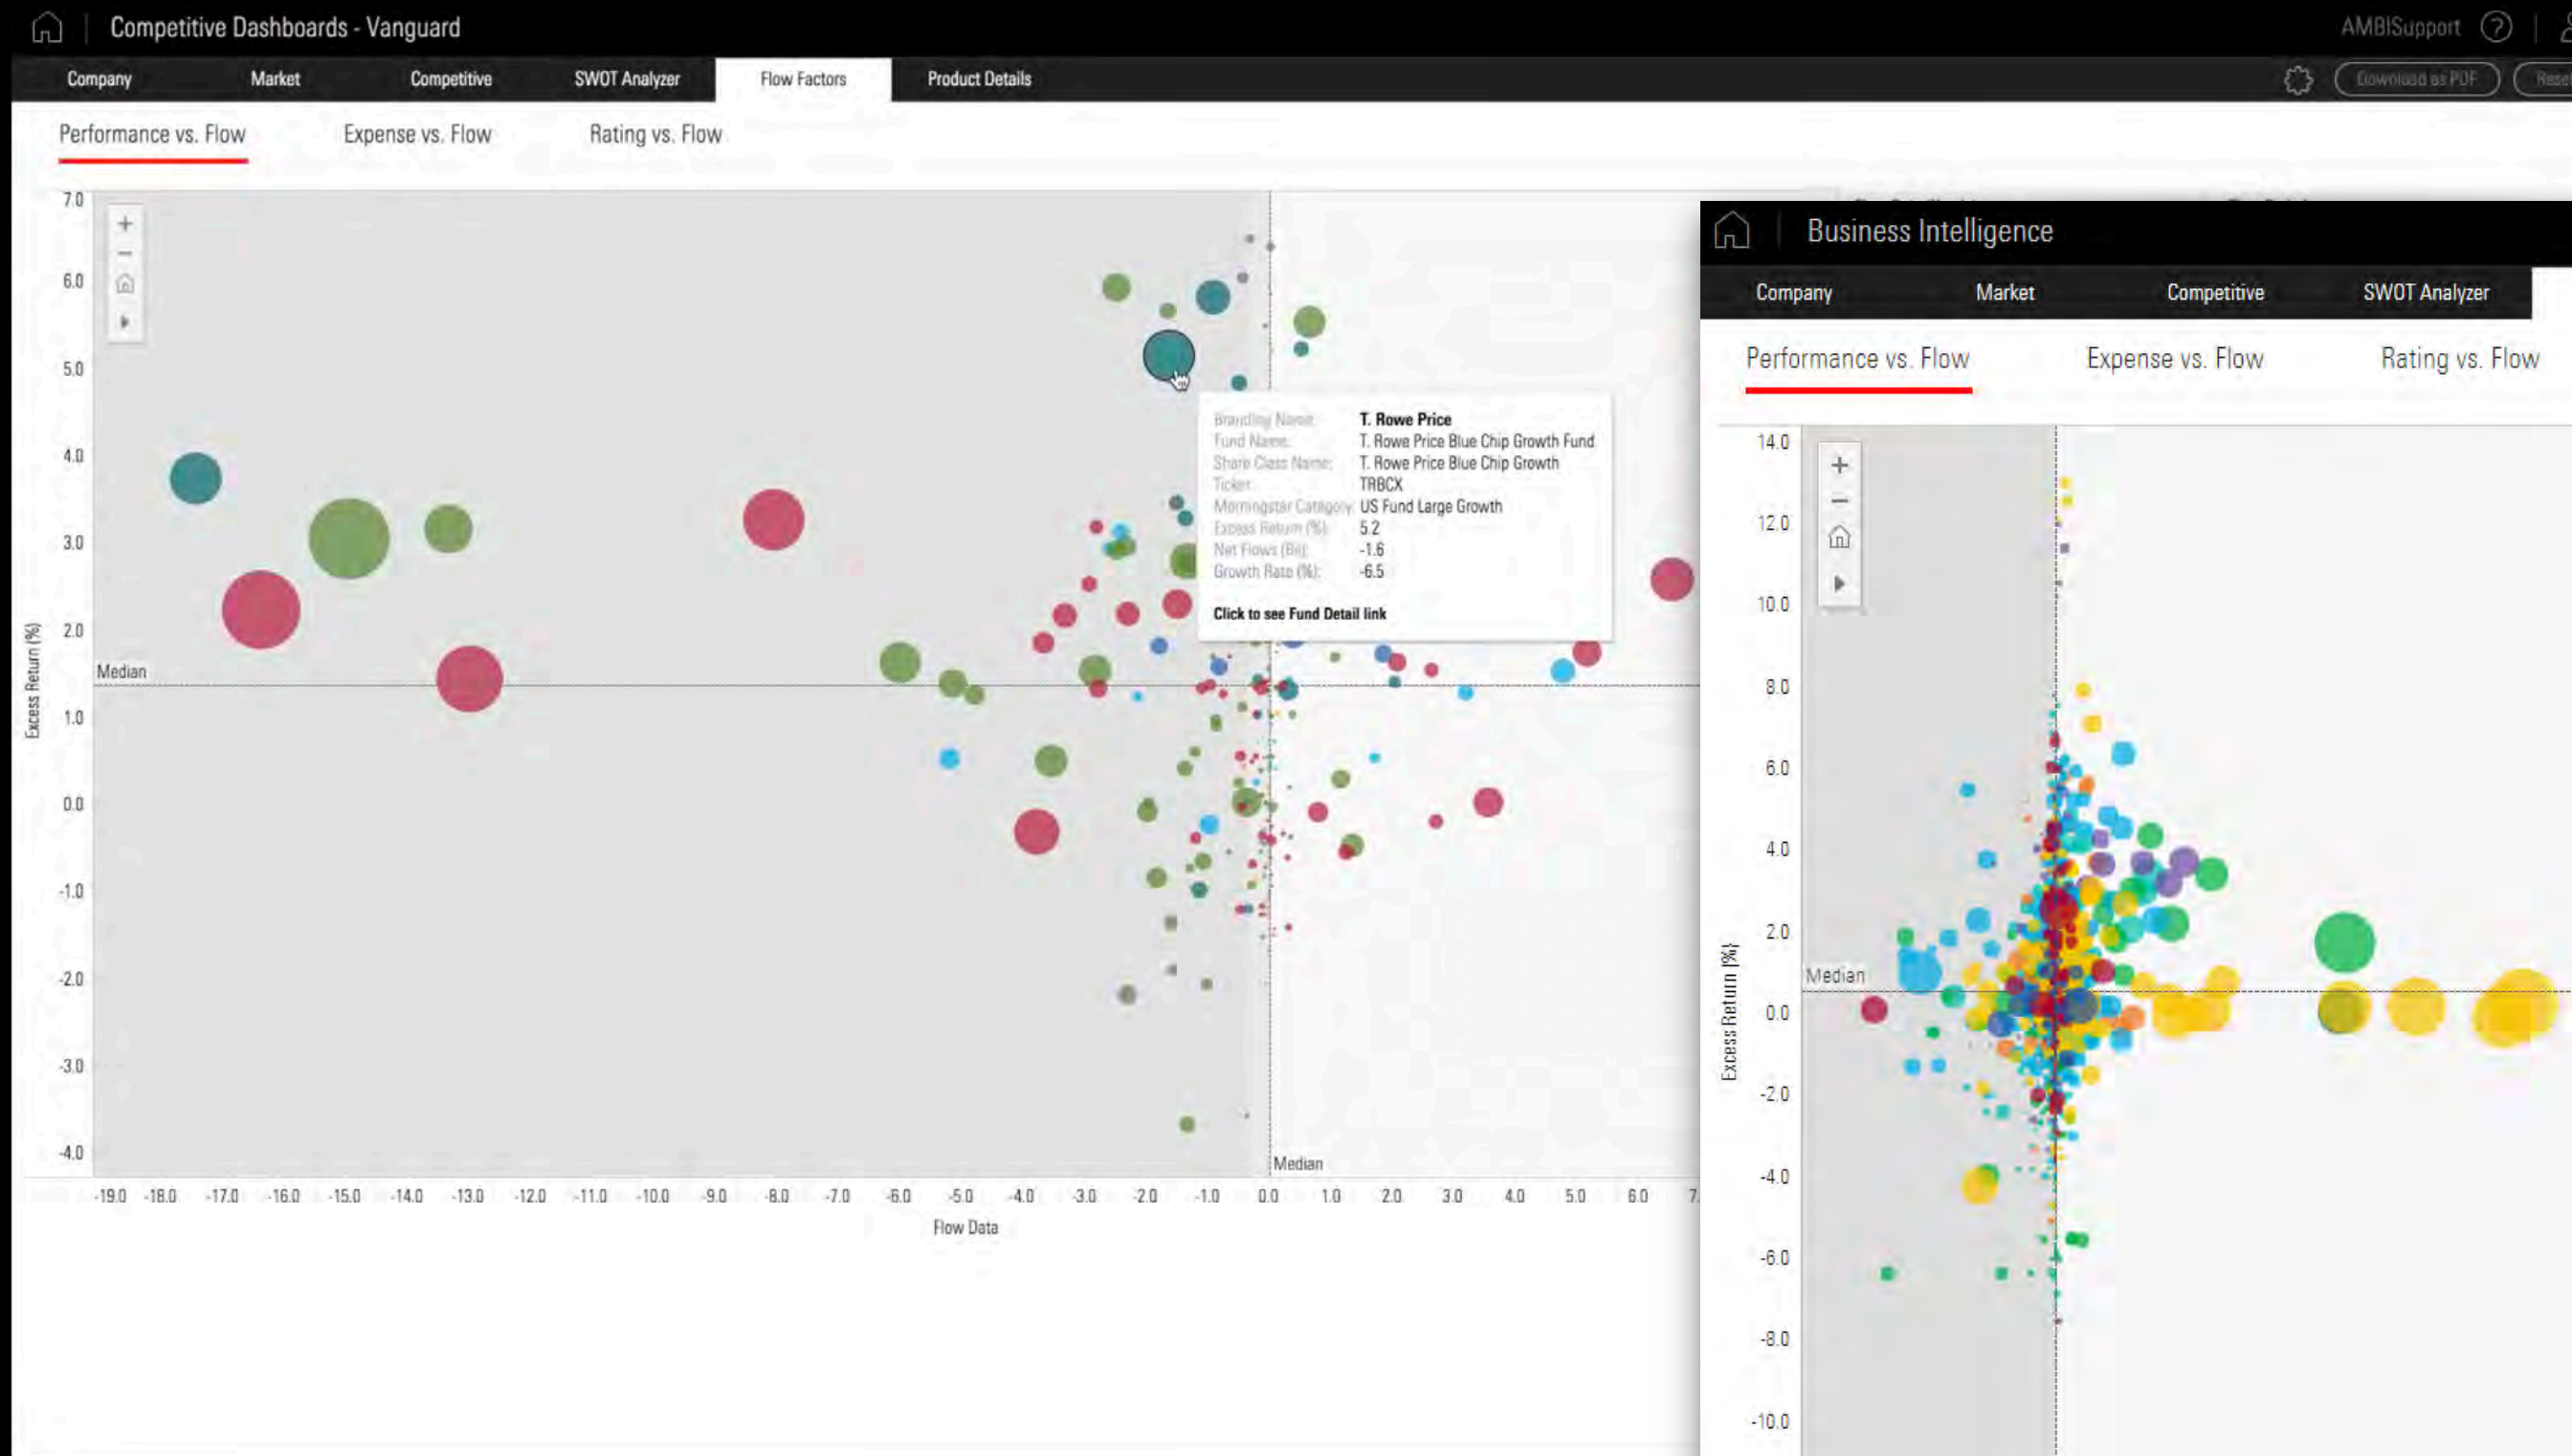 Competitive Dashboards - Vanguard
AMBISupport ?
Company Market Competitive SWOT Analyzer Flow Factors Product Details
Download as PDF
Performance vs. Flow Expense vs. Flow Rating vs. Flow
7.0
6.0
5.0
4.0
3.0
2.0
1.0
0.0
-1.0
-2.0
-3.0
-4.0
Excess Return (%)
Median
Branding Name: T. Rowe Price
Fund Name: T. Rowe Price Blue Chip Growth Fund
Share Class Name: T. Rowe Price Blue Chip Growth
Ticker: TRBCX
Morningstar Category: US Fund Large Growth
Excess Return (%): 5.2
Net Flows (Bil): -1.6
Growth Rate (%): -6.5
Click to see Fund Detail link
Median
-19.0 -18.0 -17.0 -16.0 -15.0 -14.0 -13.0 -12.0 -11.0 -10.0 -9.0 -8.0 -7.0 -6.0 -5.0 -4.0 -3.0 -2.0 -1.0 0.0 1.0 2.0 3.0 4.0 5.0 6.0 7.
Flow Data
Business Intelligence
Company Market Competitive SWOT Analyzer
Performance vs. Flow Expense vs. Flow Rating vs. Flow
14.0
12.0
10.0
8.0
6.0
4.0
2.0
0.0
-2.0
-4.0
-6.0
-8.0
-10.0
Excess Return (%)
Median